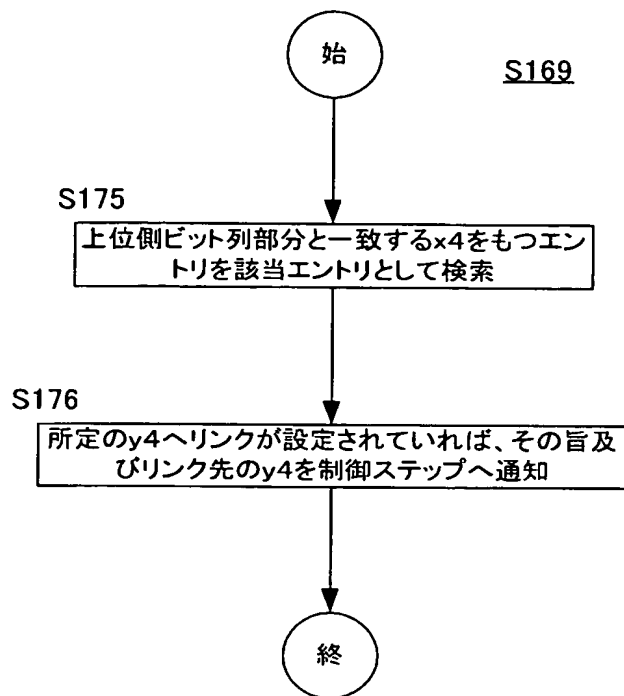 始
S169
S175
上位側ビット列部分と一致するx4をもつエン
トリを該当エントリとして検索
S176
所定のy4へリンクが設定されていれば、その旨及
びリンク先のy4を制御ステップへ通知
終